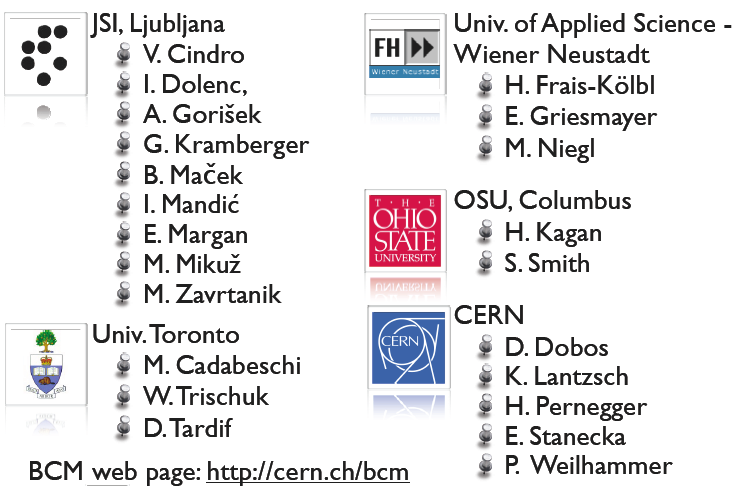 JSI, Ljubljana
V. Cindro
I. Dolenc,
A. Gorišek
G. Kramberger
B. Maček
I. Mandić
E. Margan
M. Mikuž
M. Zavrtanik
Univ. Toronto
M. Cadabeschi
W. Trischuk
D. Tardif
BCM web page: http://cern.ch/bcm
FH
Wiener Neustadt
Univ. of Applied Science -
Wiener Neustadt
H. Frais-Kölbl
E. Griesmayer
M. Niegl
T · H · E
OHIO
STATE
UNIVERSITY
OSU, Columbus
H. Kagan
S. Smith
CERN
CERN
D. Dobos
K. Lantzsch
H. Pernegger
E. Stanecka
P. Weilhammer